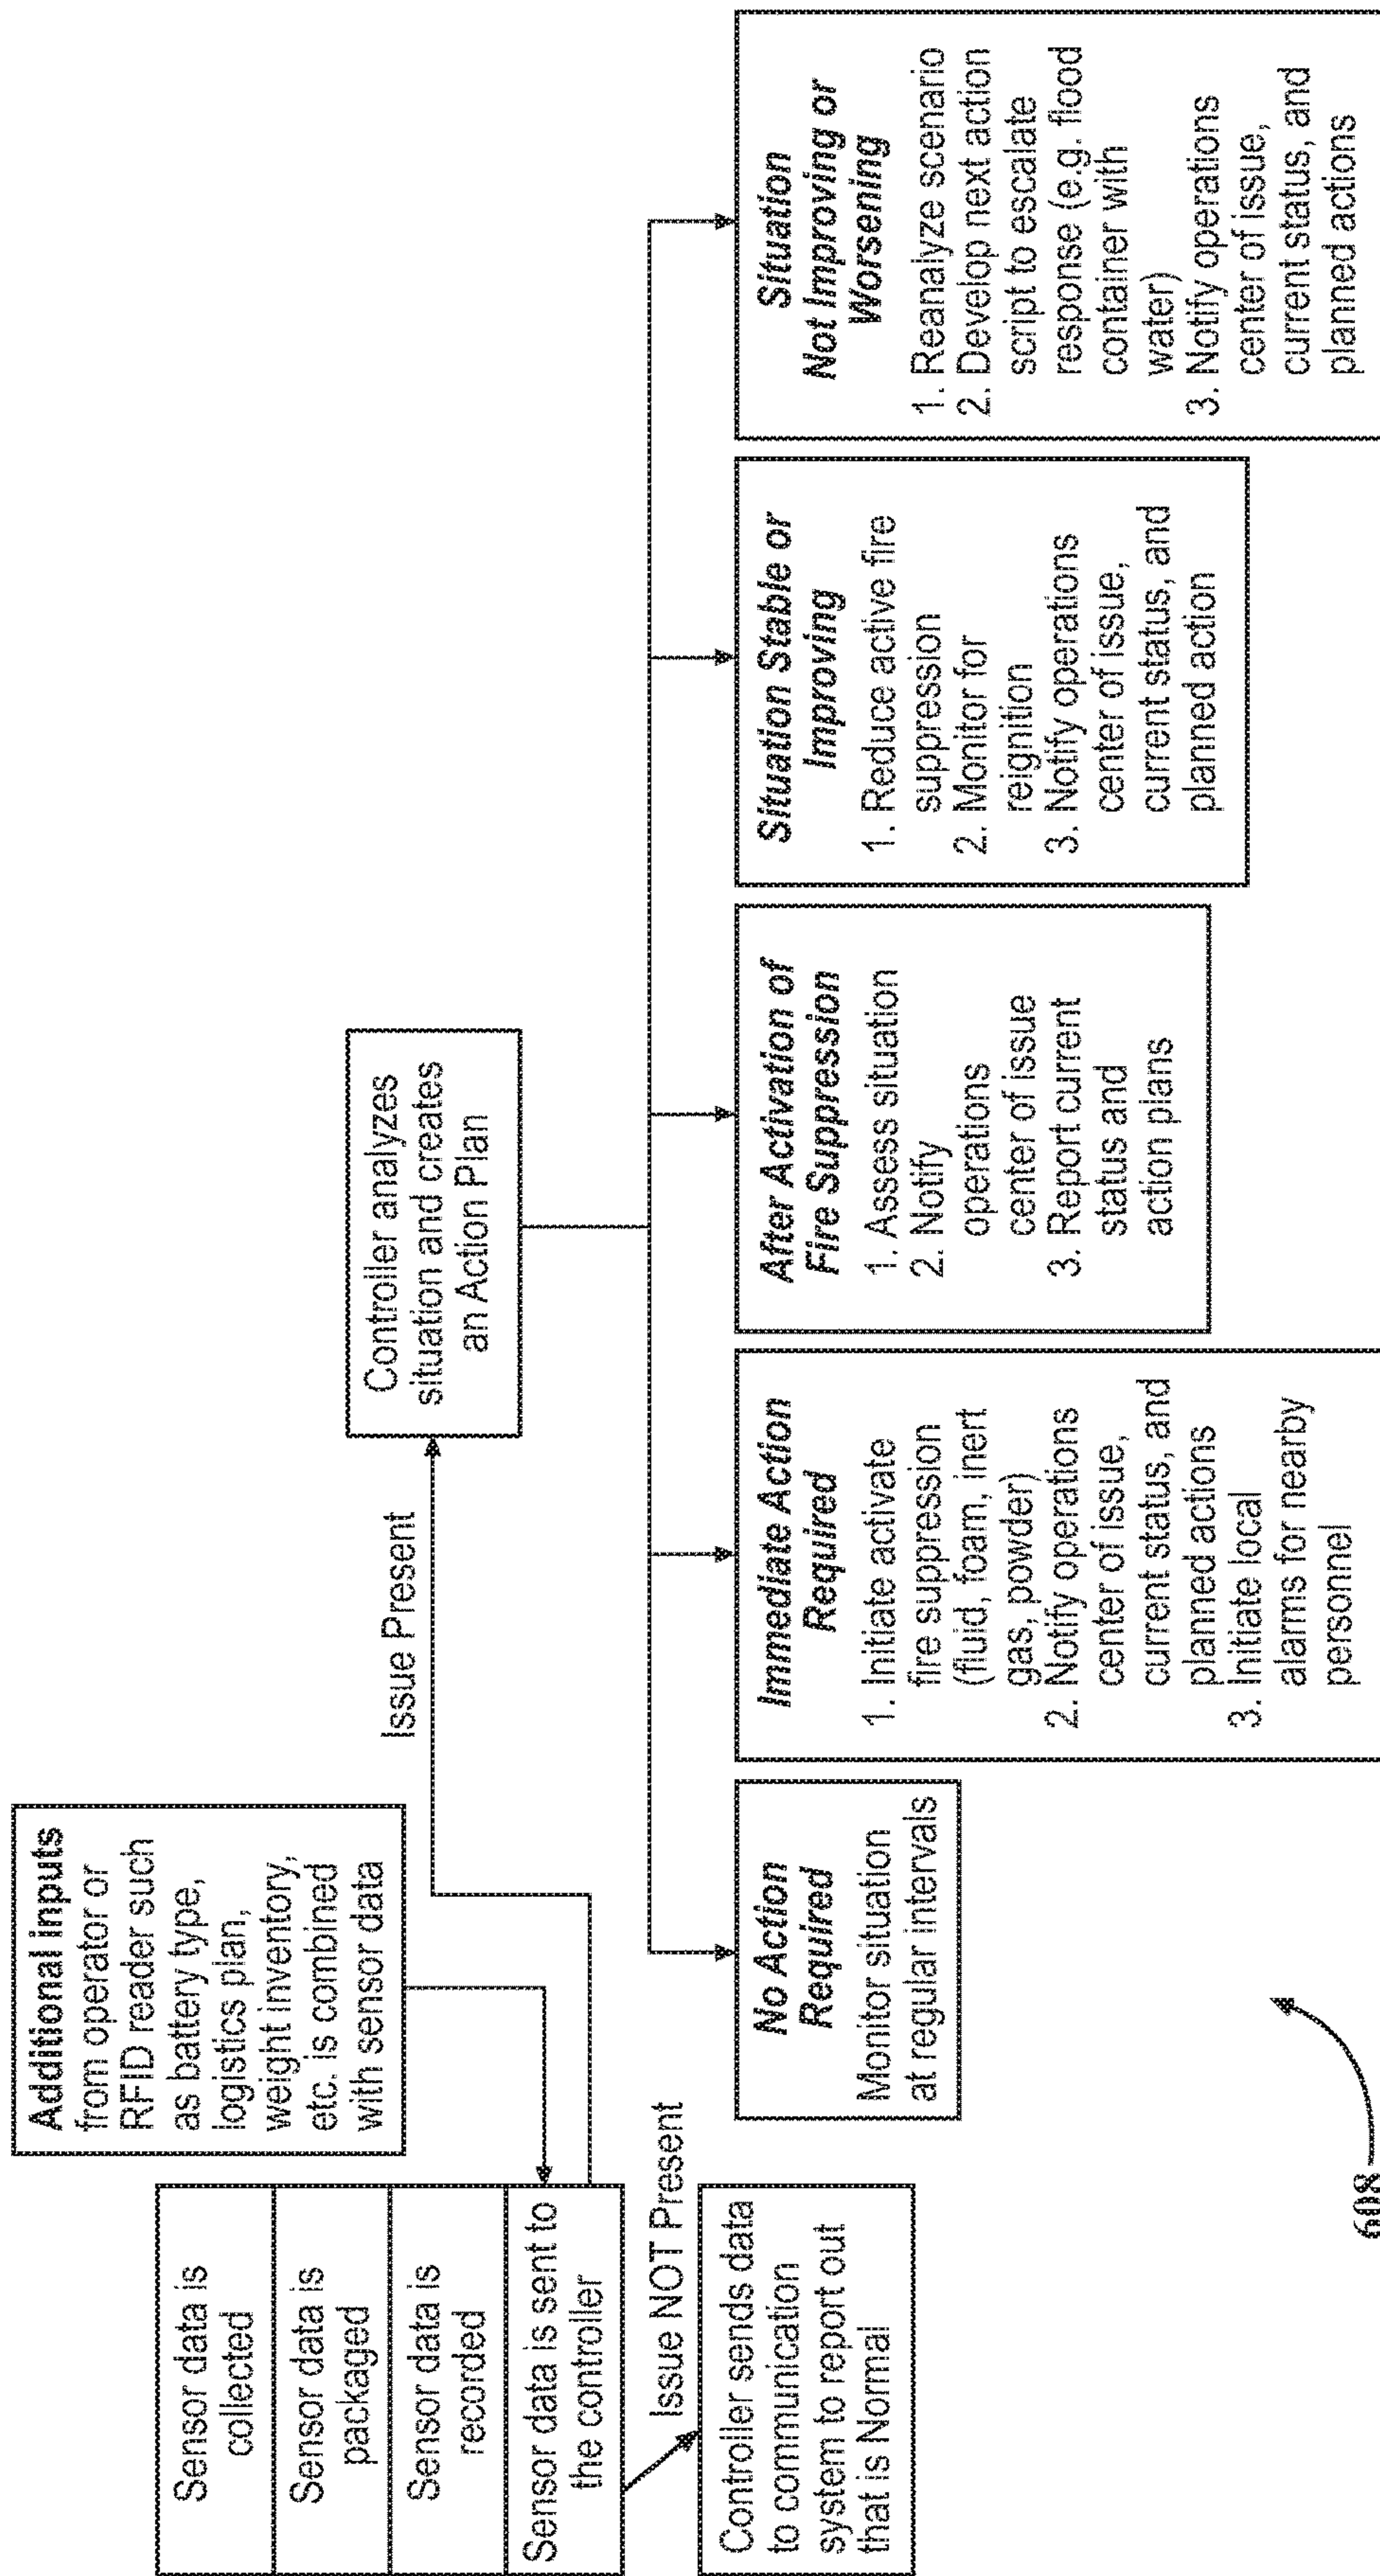 Sensor data is
collected
Sensor data is
packaged
Sensor data is
recorded
Sensor data is sent to
the controller
Additional inputs
from operator or
RFID reader such
as battery type,
logistics plan,
weight inventory,
etc. is combined
with sensor data
Issue NOT Present
Controller sends data
to communication
system to report out
that is Normal
Issue Present
Controller analyzes
situation and creates
an Action Plan
No Action
Required
Monitor situation
at regular intervals
Immediate Action
Required
1. Initiate activate
fire suppression
(fluid, foam, inert
gas, powder)
2. Notify operations
center of issue,
current status, and
planned actions
3. Initiate local
alarms for nearby
personnel
After Activation of
Fire Suppression
1. Assess situation
2. Notify
operations
center of issue
3. Report current
status and
action plans
Situation Stable or
Improving
1. Reduce active fire
suppression
2. Monitor for
reignition
3. Notify operations
center of issue,
current status, and
planned action
Situation
Not Improving or
Worsening
1. Reanalyze scenario
2. Develop next action
script to escalate
response (e.g. flood
container with
water)
3. Notify operations
center of issue,
current status, and
planned actions
608